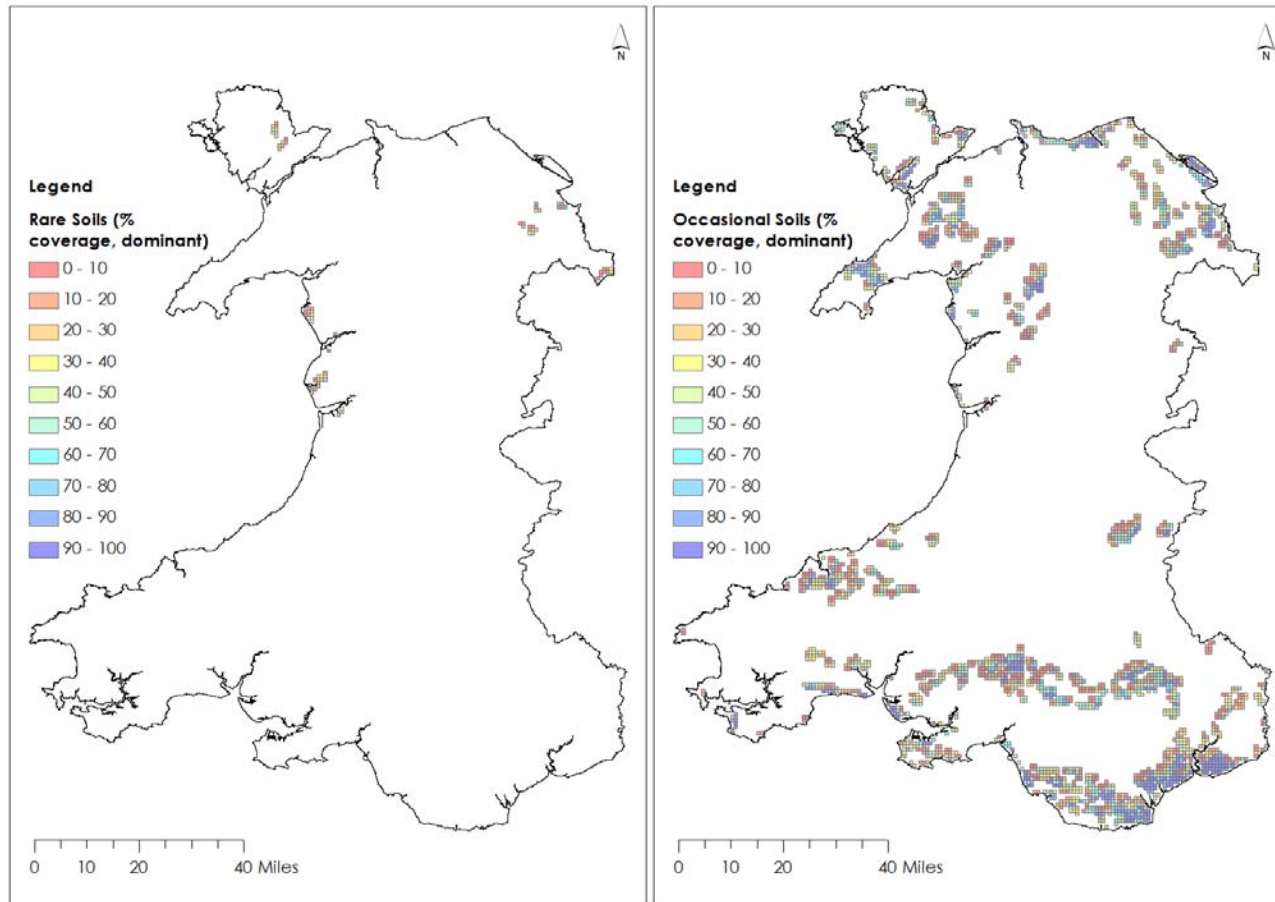 N
Legend
Rare Soils (%
coverage, dominant)
0 - 10
10 - 20
20 - 30
30 - 40
40 - 50
50 - 60
60 - 70
70 - 80
80 - 90
90 - 100
0 10 20 40 Miles
N
Legend
Occasional Soils (%
coverage, dominant)
0 - 10
10 - 20
20 - 30
30 - 40
40 - 50
50 - 60
60 - 70
70 - 80
80 - 90
90 - 100
0 10 20 40 Miles